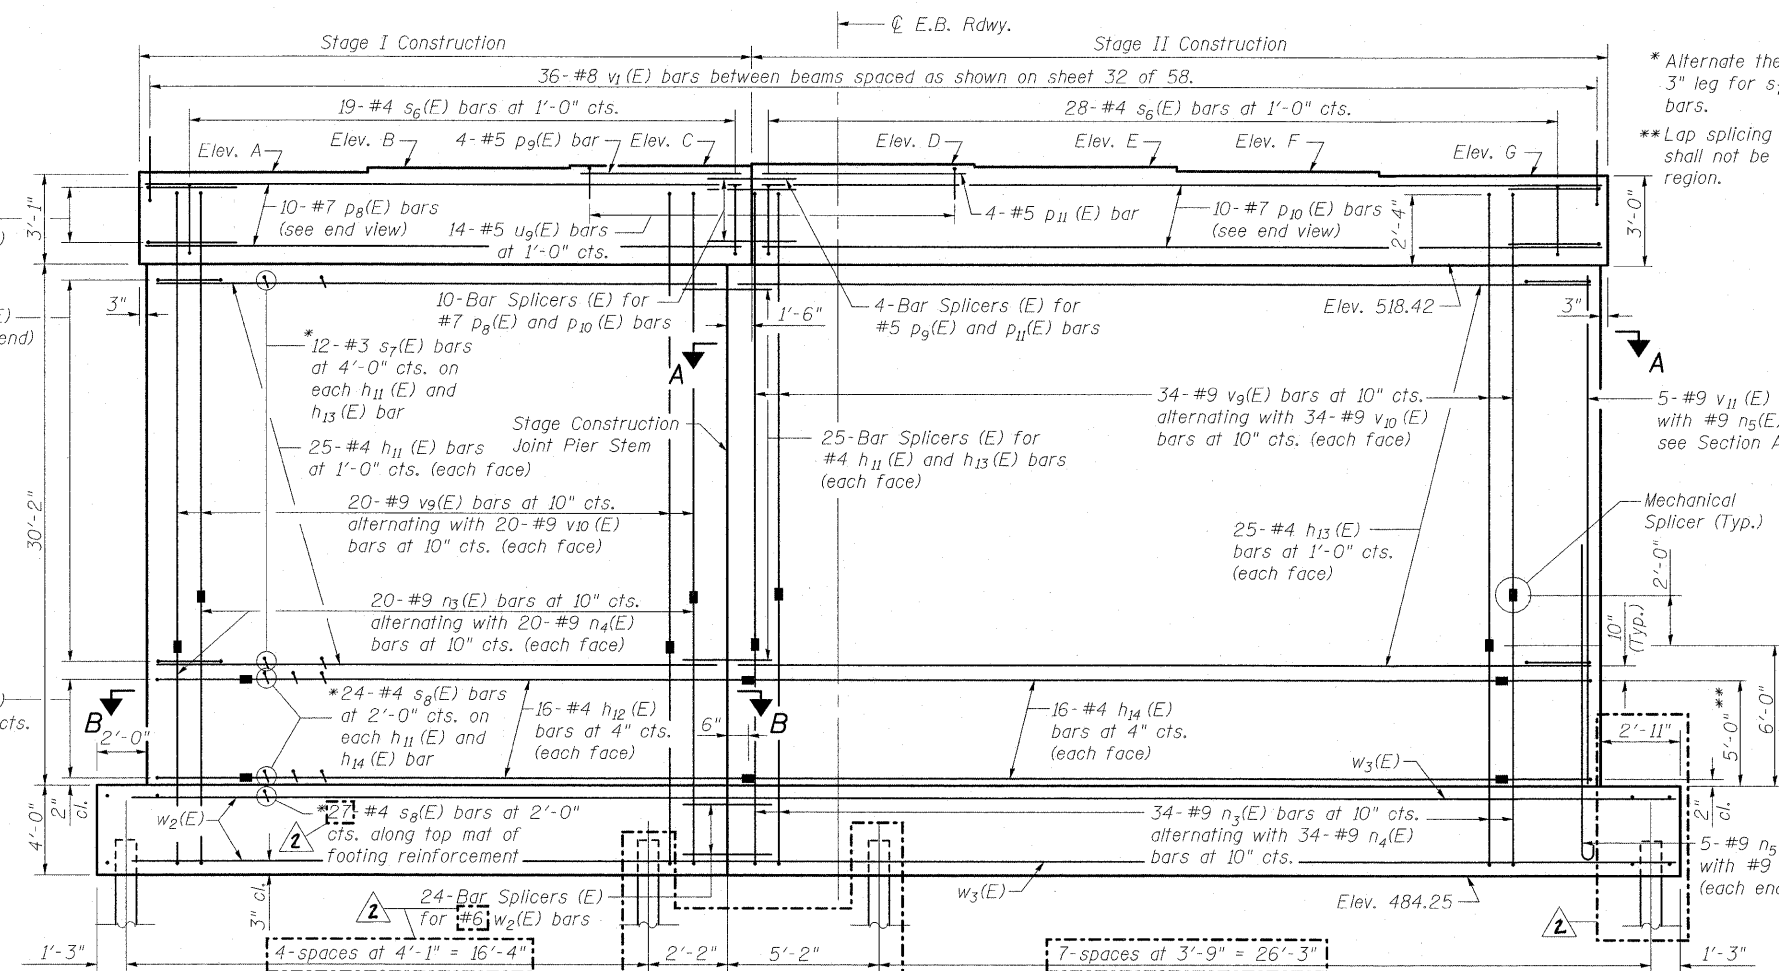 ℄ E.B. Rdwy.
Stage I Construction
Stage II Construction
36-#8 v1(E) bars between beams spaced as shown on sheet 32 of 58.
19-#4 s6(E) bars at 1'-0" cts.
28-#4 s6(E) bars at 1'-0" cts.
* Alternate the
3" leg for
bars.
** Lap splicing
shall not be
region.
Elev. A
Elev. B
4-#5 p9(E) bar
Elev. C
Elev. D
Elev. E
Elev. F
Elev. G
3'-1"
10-#7 p8(E) bars
(see end view)
14-#5 u9(E) bars
at 1'-0" cts.
4-#5 p11(E) bar
10-#7 p10(E) bars
(see end view)
2'-4"
3'-0"
3"
10-Bar Splicers (E) for
#7 p8(E) and p10(E) bars
1'-6"
4-Bar Splicers (E) for
#5 p9(E) and p11(E) bars
Elev. 518.42
3"
end)
*12-#3 s7(E) bars
at 4'-0" cts. on
each h11(E) and
h13(E) bar
A
A
Stage Construction
Joint Pier Stem
25-#4 h11(E) bars
at 1'-0" cts. (each face)
25-Bar Splicers (E) for
#4 h11(E) and h13(E) bars
(each face)
34-#9 v9(E) bars at 10" cts.
alternating with 34-#9 v10(E)
bars at 10" cts. (each face)
5-#9 v11(E)
with #9 n5(E)
see Section A
30'-2"
20-#9 v9(E) bars at 10" cts.
alternating with 20-#9 v10(E)
bars at 10" cts. (each face)
Mechanical
Splicer (Typ.)
25-#4 h13(E)
bars at 1'-0" cts.
(each face)
2'-0"
20-#9 n3(E) bars at 10" cts.
alternating with 20-#9 n4(E)
bars at 10" cts. (each face)
10"
(Typ.)
cts.
B
B
2'-0"
*24-#4 s8(E) bars
at 2'-0" cts. on
each h11(E) and
h14(E) bar
16-#4 h12(E)
bars at 4" cts.
(each face)
6"
16-#4 h14(E)
bars at 4" cts.
(each face)
5'-0"**
6'-0"
2'-11"
w3(E)
4'-0"
2"
cl.
w2(E)
*27-#4 s8(E) bars at 2'-0"
cts. along top mat of
footing reinforcement
2
34-#9 n3(E) bars at 10" cts.
alternating with 34-#9 n4(E)
bars at 10" cts.
2"
cl.
5-#9 n5
with #9
(each end
3" cl.
24-Bar Splicers (E)
for #6 w2(E) bars
2
w3(E)
Elev. 484.25
2
1'-3"
4-spaces at 4'-1" = 16'-4"
2'-2"
5'-2"
7-spaces at 3'-9" = 26'-3"
1'-3"